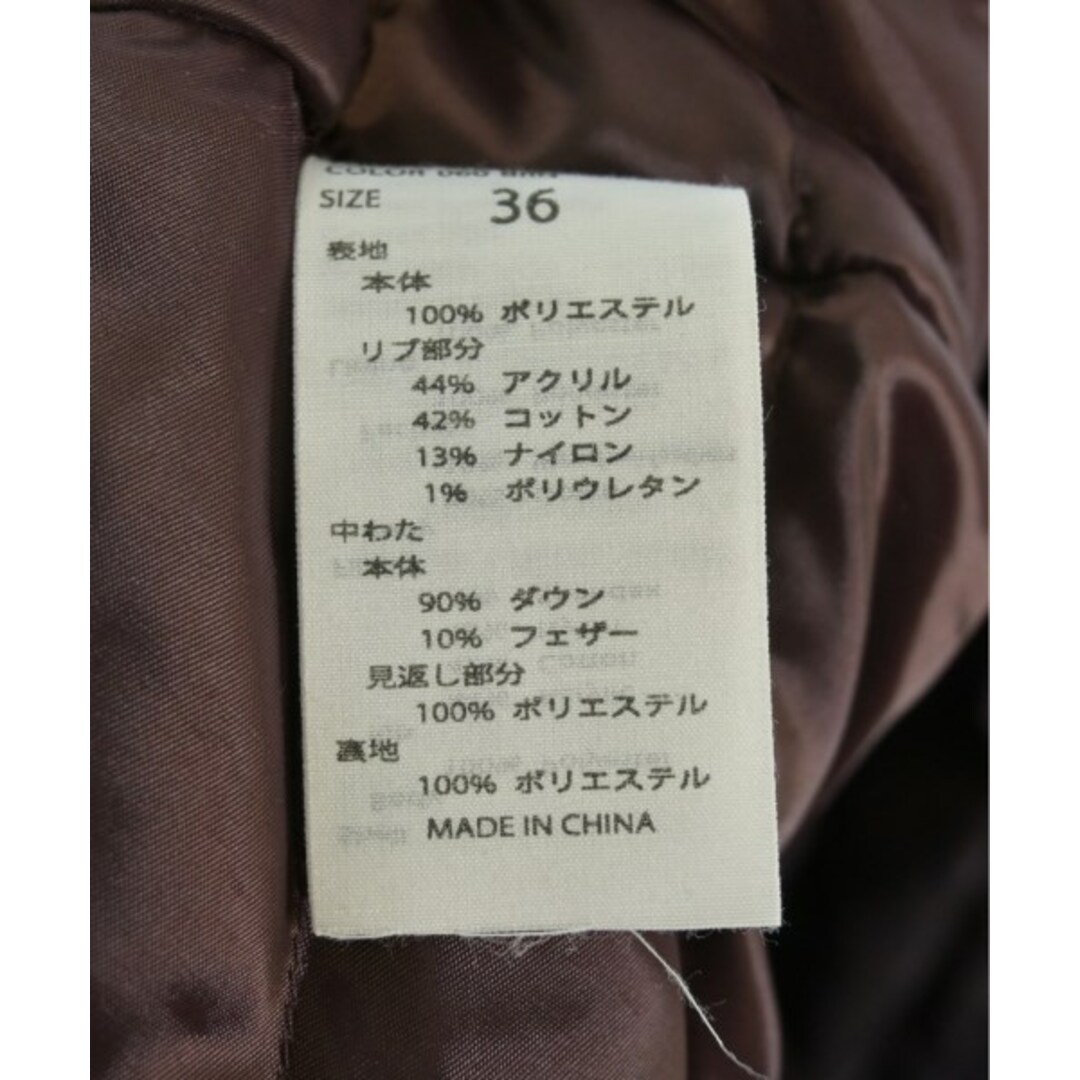 COLOR
SIZE 36
表地
本体
100% ポリエステル
リブ部分
44% アクリル
42% コットン
13% ナイロン
1% ポリウレタン
中わた
本体
90% ダウン
10% フェザー
見返し部分
100% ポリエステル
裏地
100% ポリエステル
MADE IN CHINA